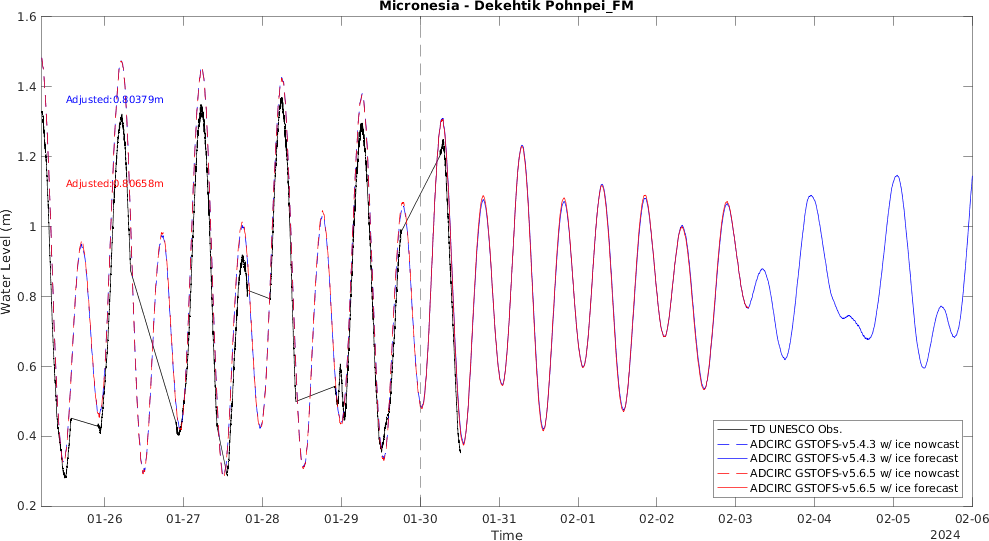 Micronesia - Dekehtik Pohnpei_FM
1.6
1.4
1.2
1
0.8
0.6
0.4
0.2
Water Level (m)
Adjusted:0.80379m
Adjusted:0.80658m
TD UNESCO Obs.
ADCIRC GSTOFS-v5.4.3 w/ ice nowcast
ADCIRC GSTOFS-v5.4.3 w/ ice forecast
ADCIRC GSTOFS-v5.6.5 w/ ice nowcast
ADCIRC GSTOFS-v5.6.5 w/ ice forecast
01-26 01-27 01-28 01-29 01-30 01-31 02-01 02-02 02-03 02-04 02-05 02-06
Time
2024